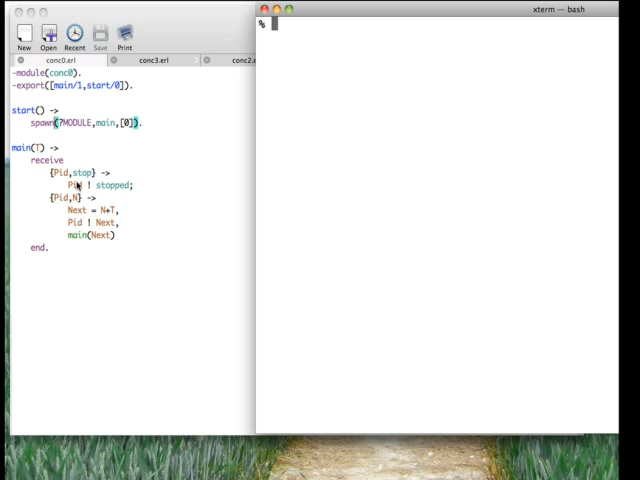 xterm — bash
New Open Recent Save Print
conc0.erl conc3.erl conc2.e
-module(conc0).
-export([main/1,start/0]).
start() ->
spawn(?MODULE,main,[0]).
main(T) ->
receive
{Pid,stop} ->
Pid ! stopped;
{Pid,N} ->
Next = N+T,
Pid ! Next,
main(Next)
end.
%